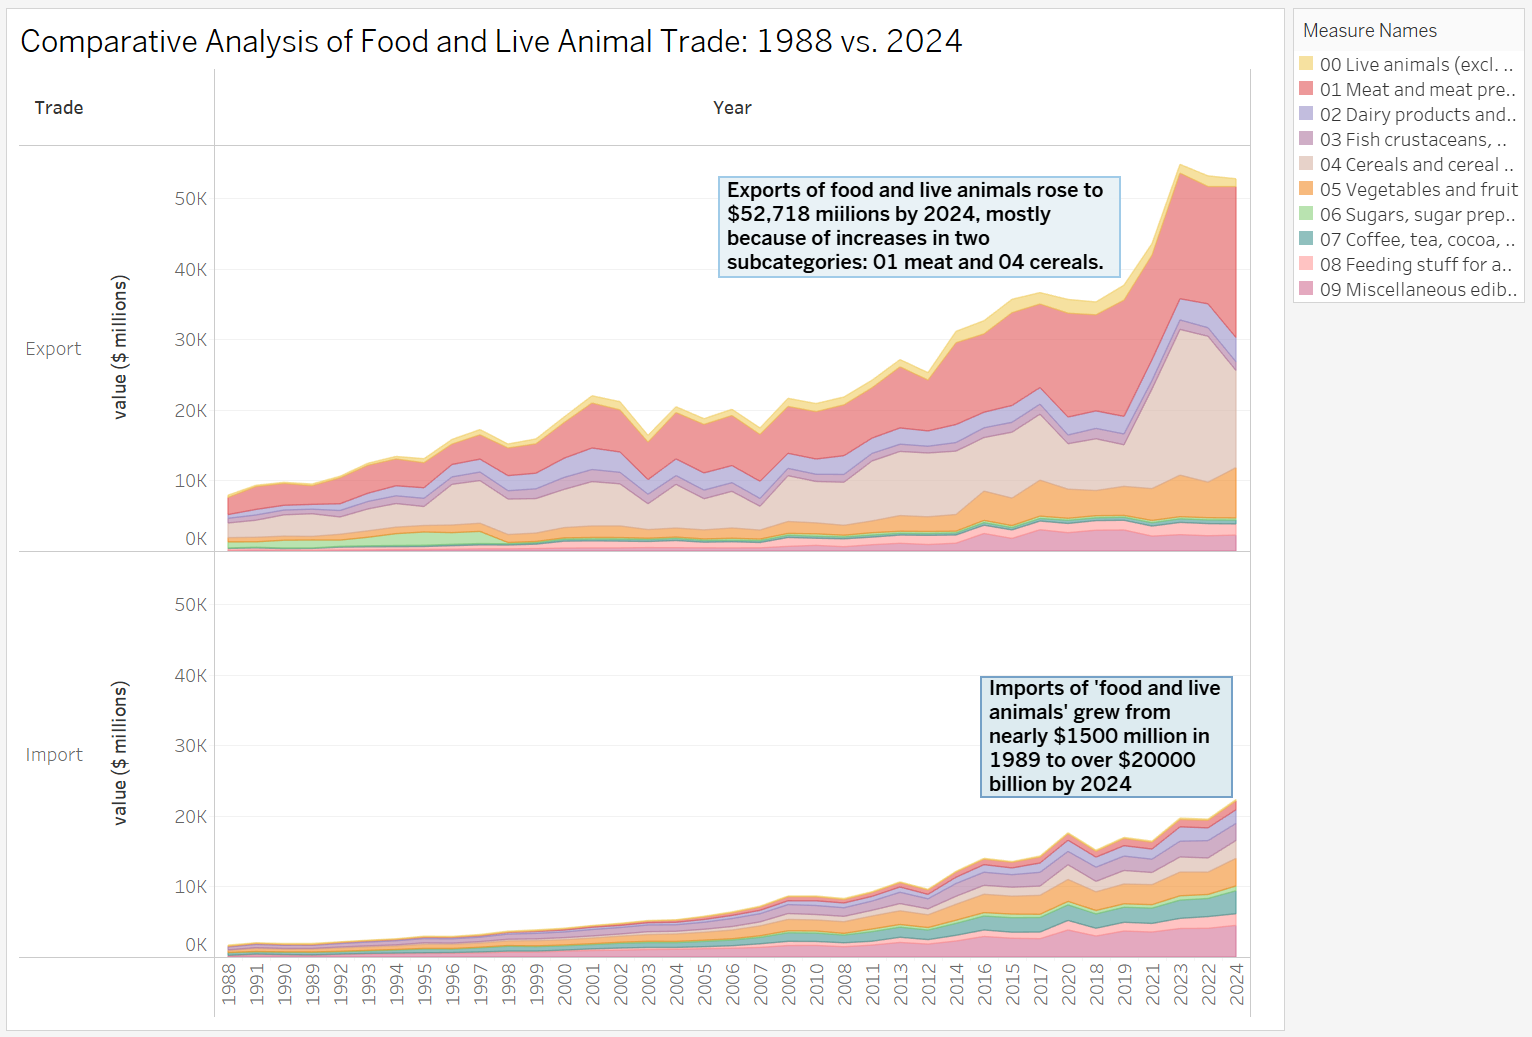 Comparative Analysis of Food and Live Animal Trade: 1988 vs. 2024
Trade
Year
Export
value ($ millions)
50K
40K
30K
20K
10K
0K
Exports of food and live animals rose to
$52,718 miilions by 2024, mostly
because of increases in two
subcategories: 01 meat and 04 cereals.
Import
value ($ millions)
50K
40K
30K
20K
10K
0K
Imports of 'food and live
animals' grew from
nearly $1500 million in
1989 to over $20000
billion by 2024
1988
1991
1990
1989
1992
1993
1994
1995
1996
1997
1998
1999
2000
2001
2002
2003
2004
2005
2006
2007
2009
2010
2008
2011
2013
2012
2014
2016
2015
2017
2020
2018
2019
2021
2023
2022
2024
Measure Names
00 Live animals (excl. ..
01 Meat and meat pre..
02 Dairy products and..
03 Fish crustaceans, ..
04 Cereals and cereal ..
05 Vegetables and fruit
06 Sugars, sugar prep..
07 Coffee, tea, cocoa, ..
08 Feeding stuff for a..
09 Miscellaneous edib..